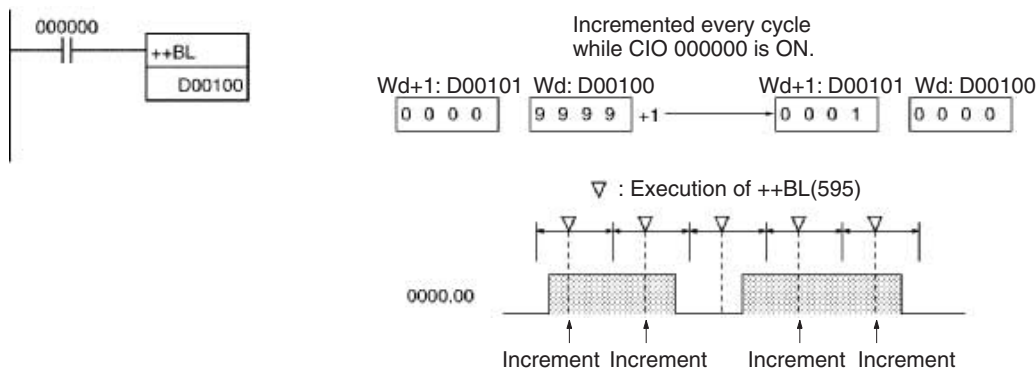 000000
++BL
D00100
Incremented every cycle
while CIO 000000 is ON.
Wd+1: D00101 Wd: D00100 Wd+1: D00101 Wd: D00100
0 0 0 0 9 9 9 9 +1 0 0 0 1 0 0 0 0
▽ : Execution of ++BL(595)
0000.00
Increment Increment Increment Increment